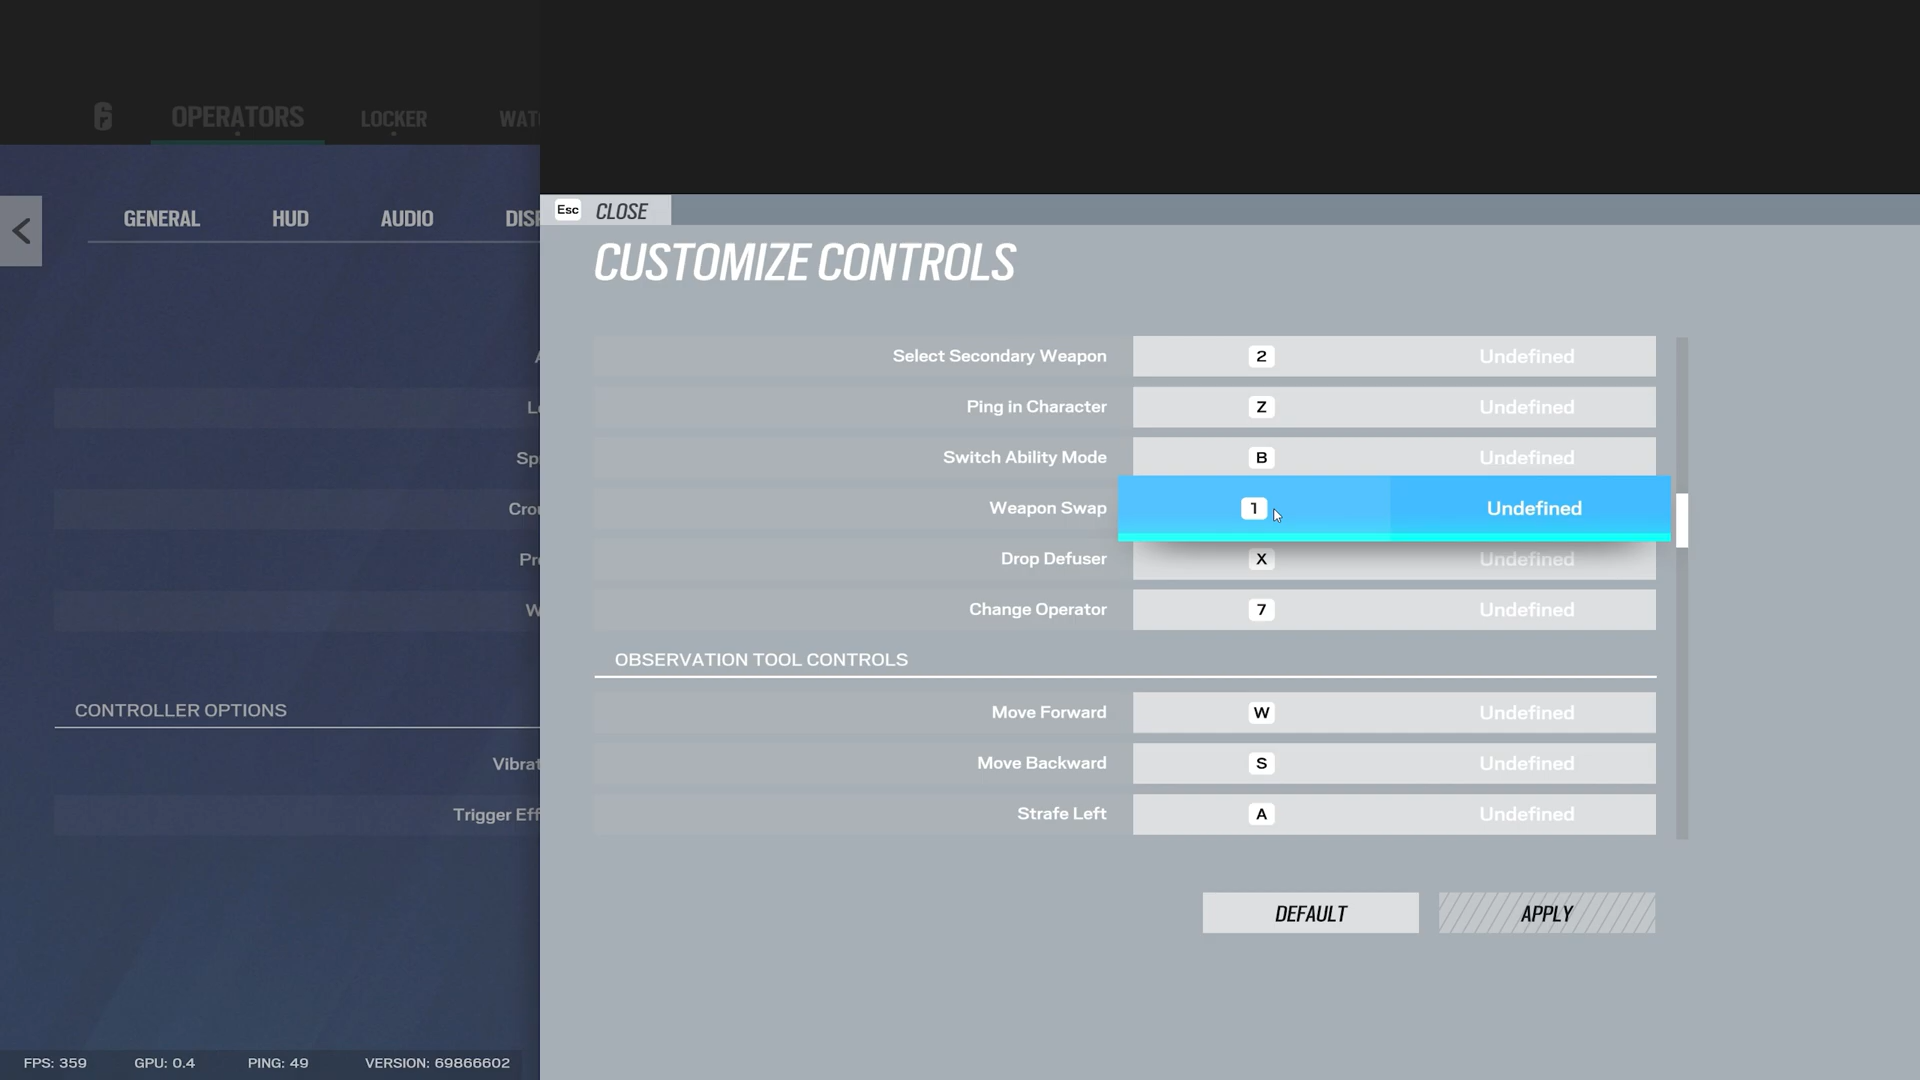 OPERATORS LOCKER
GENERAL HUD AUDIO
Esc CLOSE
CUSTOMIZE CONTROLS
Select Secondary Weapon 2 Undefined
Ping in Character Z Undefined
Switch Ability Mode B Undefined
Weapon Swap 1 Undefined
Drop Defuser X Undefined
Change Operator 7 Undefined
OBSERVATION TOOL CONTROLS
Move Forward W Undefined
Move Backward S Undefined
Strafe Left A Undefined
CONTROLLER OPTIONS
Vibrat
Trigger Eff
DEFAULT APPLY
FPS: 359 GPU: 0.4 PING: 49 VERSION: 69866602